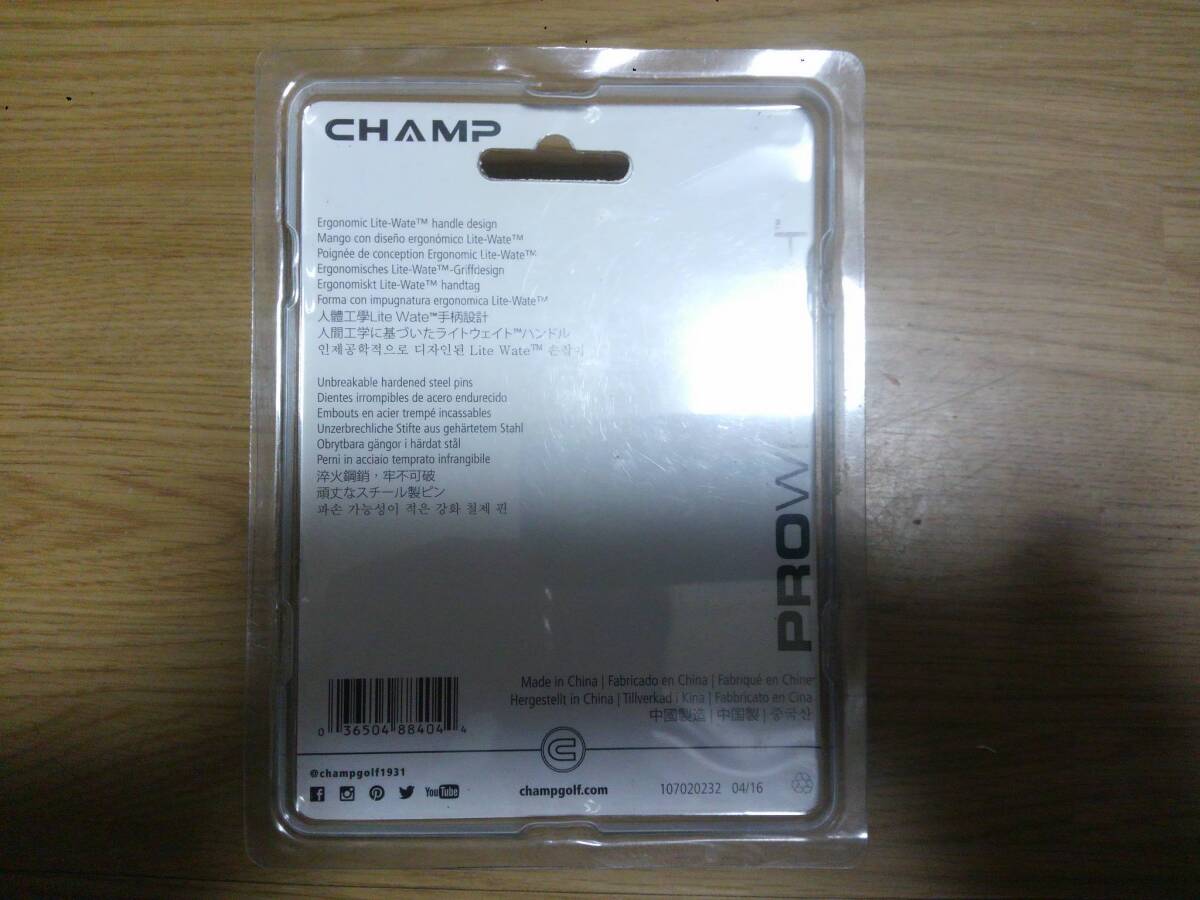 CHAMP
Ergonomic Lite-Wate™ handle design
Mango con diseño ergonómico Lite-Wate™
Poignée de conception Ergonomic Lite-Wate™
Ergonomisches Lite-Wate™-Griffdesign
Ergonomiskt Lite-Wate™ handtag
Forma con impugnatura ergonomica Lite-Wate™
人體工學Lite Wate™手柄設計
人間工学に基づいたライトウェイト™ハンドル
인체공학적으로 디자인된 Lite Wate™ 손잡이
Unbreakable hardened steel pins
Dientes irrompibles de acero endurecido
Embouts en acier trempé incassables
Unzerbrechliche Stifte aus gehärtetem Stahl
Obrytbara gängor i härdat stål
Perni in acciaio temprato infrangibile
淬火鋼銷，牢不可破
頑丈なスチール製ピン
파손 가능성이 적은 강화 철제 핀
PROW
Made in China | Fabricado en China | Fabriqué en Chine
Hergestellt in China | Tillverkad i Kina | Fabbricato en Cina
中國製造 | 中国製 | 중국산
0 36504 88404 4
@champgolf1931
YouTube
champgolf.com
107020232 04/16